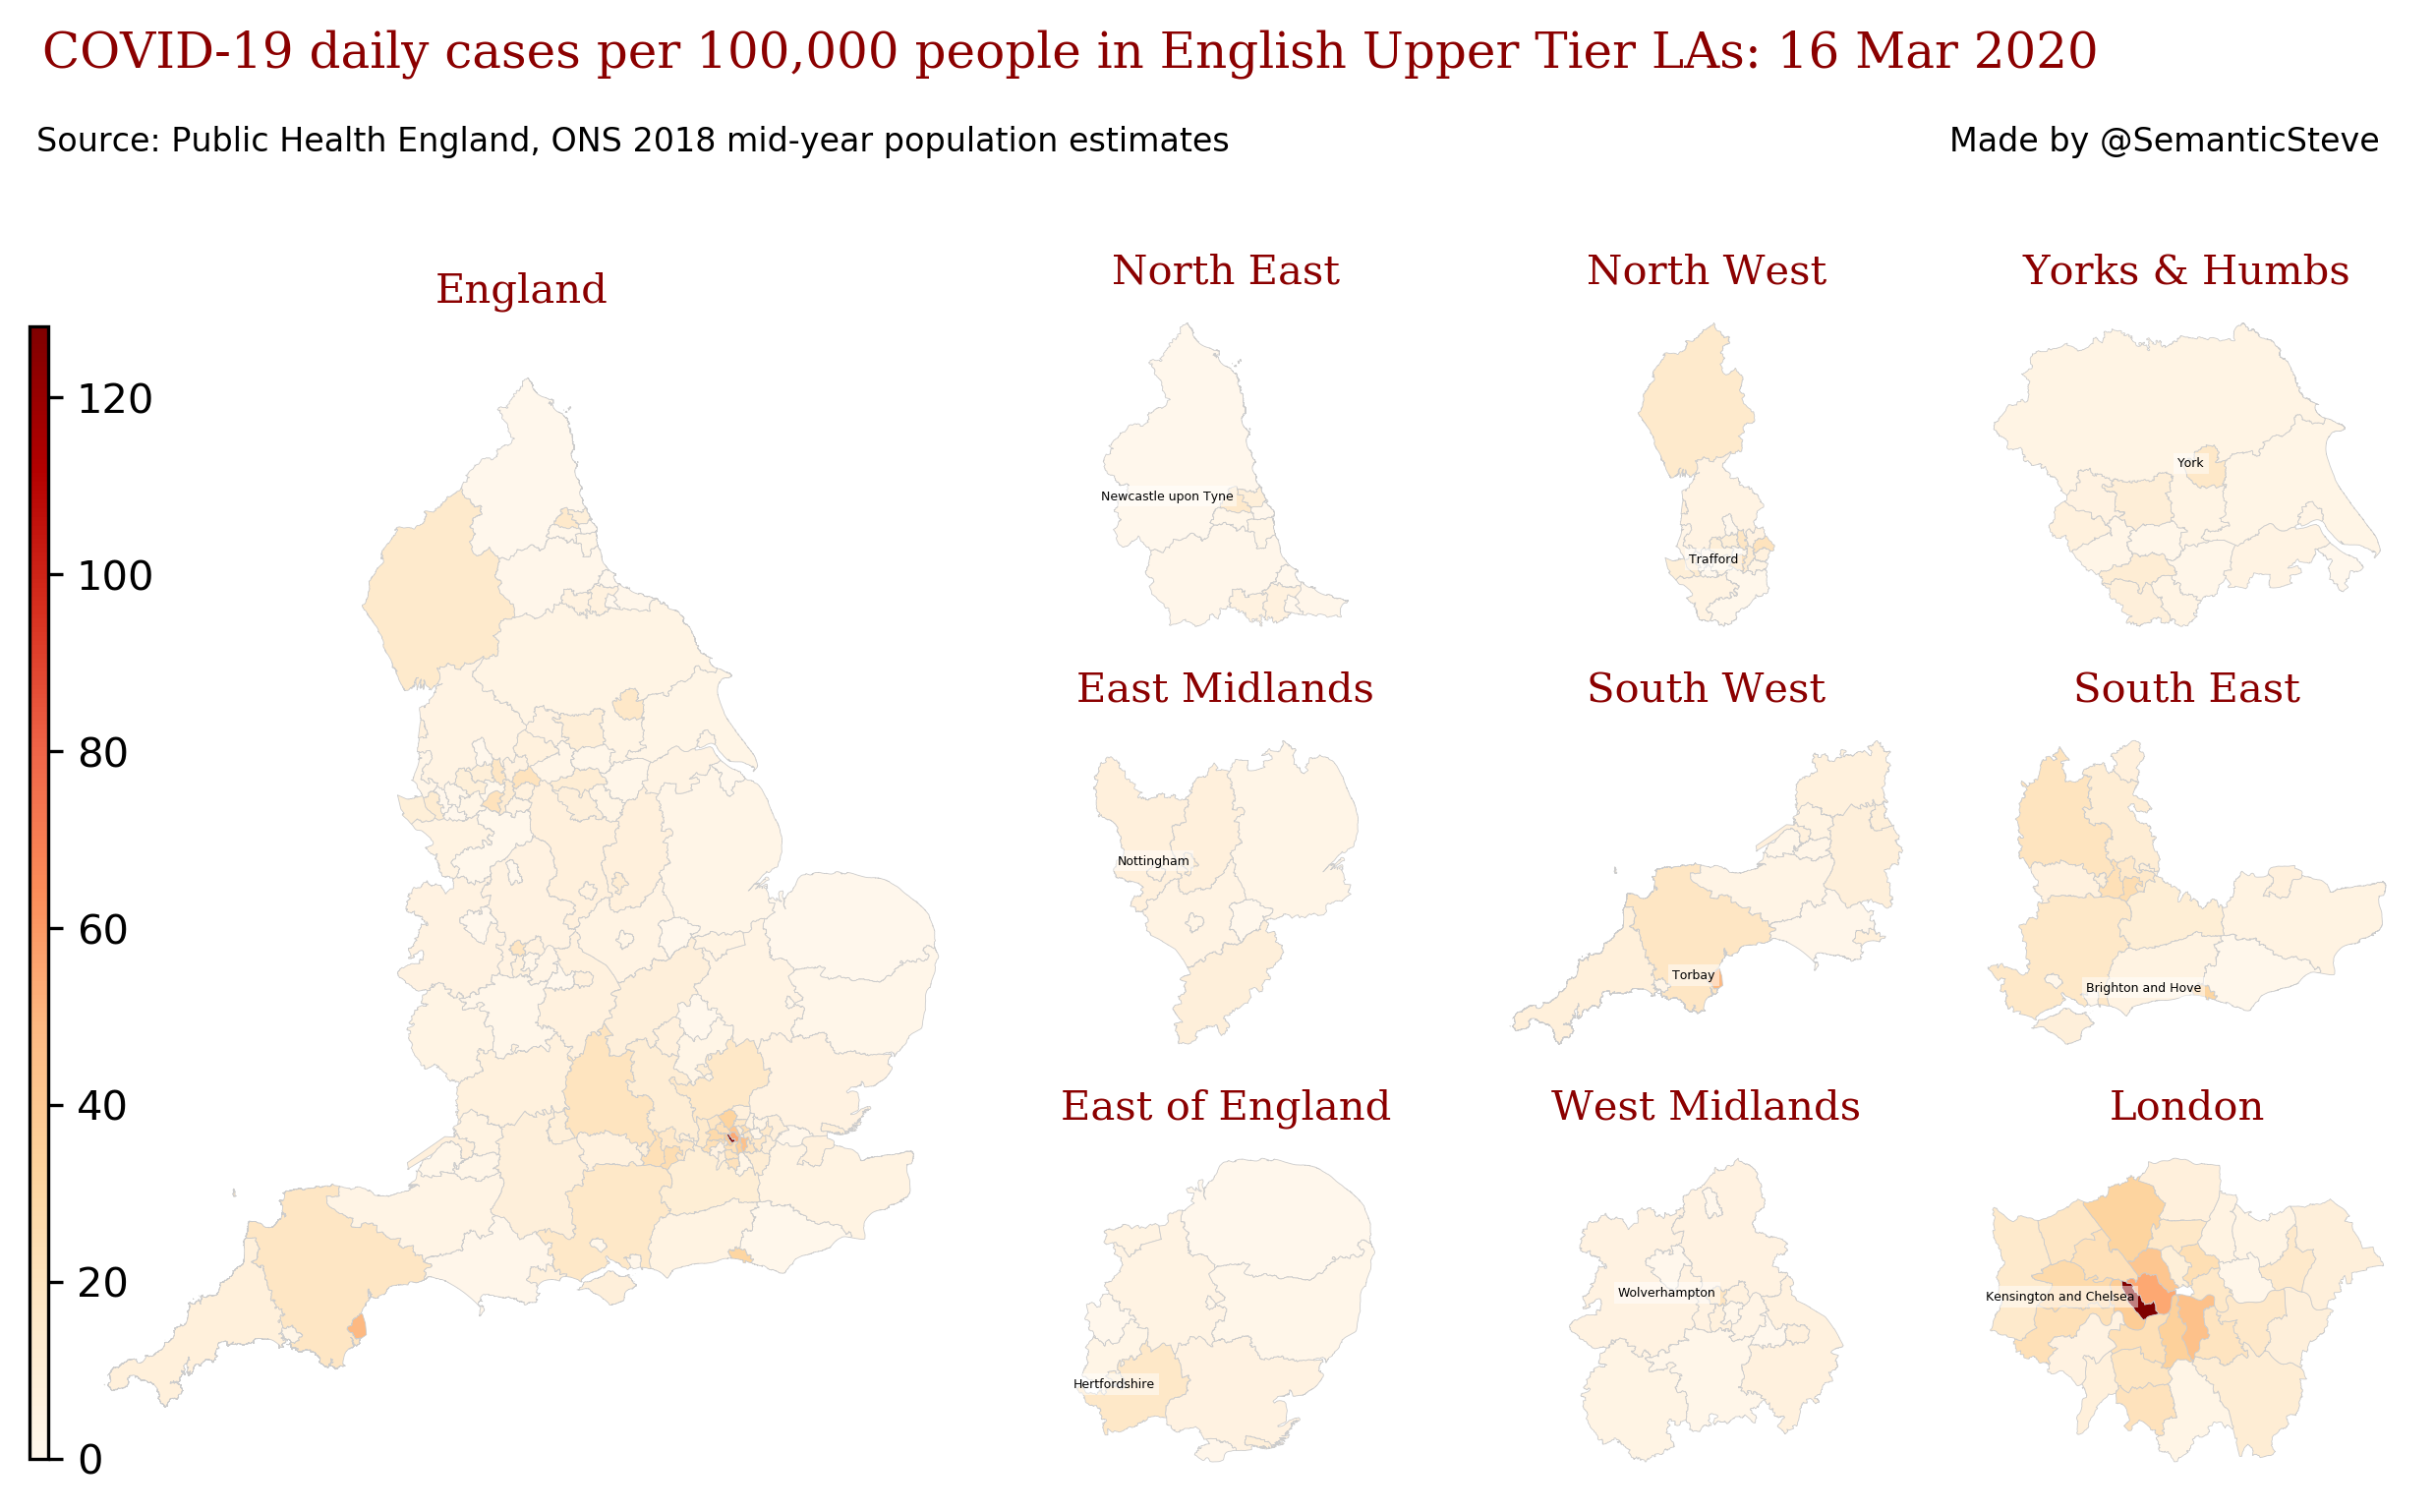 COVID-19 daily cases per 100,000 people in English Upper Tier LAs: 16 Mar 2020
Source: Public Health England, ONS 2018 mid-year population estimates
Made by @SemanticSteve
England
120
100
80
60
40
20
0
North East
Newcastle upon Tyne
North West
Trafford
Yorks & Humbs
York
East Midlands
Nottingham
South West
Torbay
South East
Brighton and Hove
East of England
Hertfordshire
West Midlands
Wolverhampton
London
Kensington and Chelsea